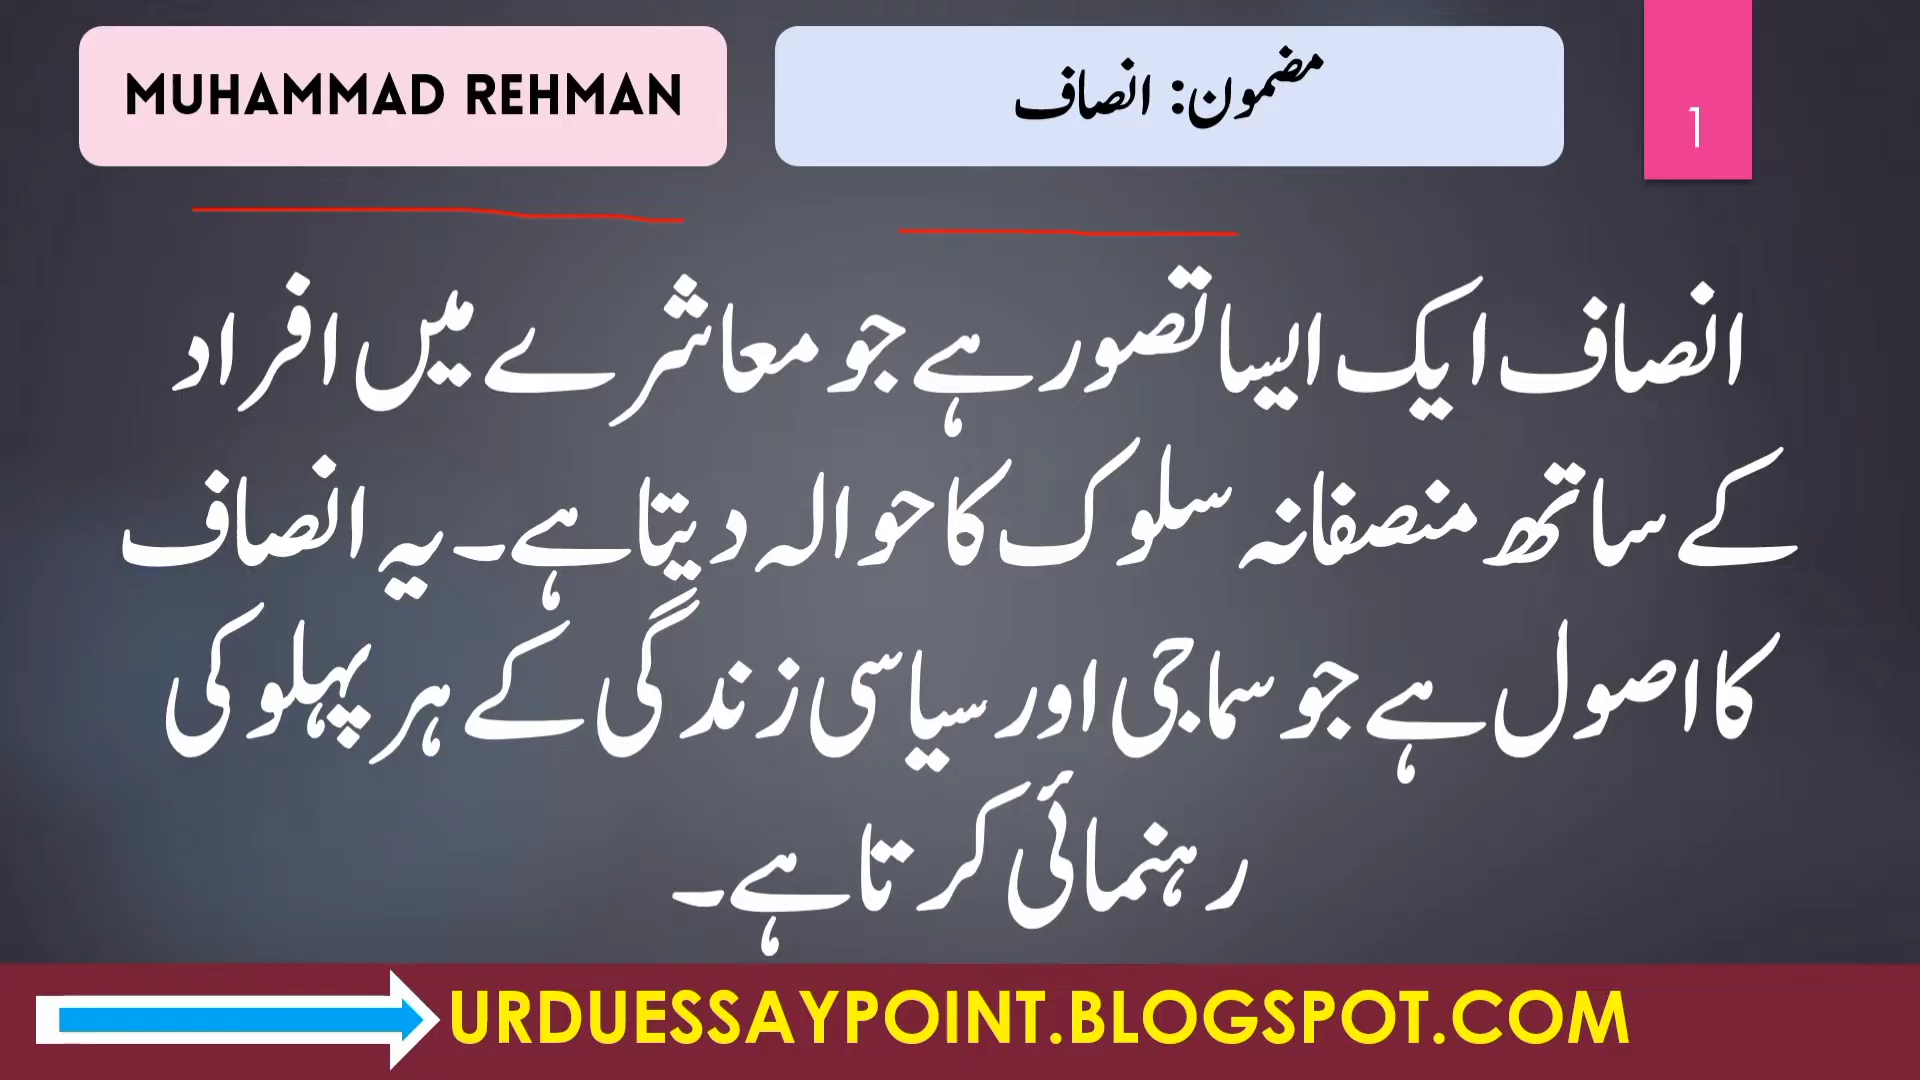 MUHAMMAD REHMAN
مضمون: انصاف
1
انصاف ایک ایسا تصور ہے جو معاشرے میں افراد
کے ساتھ منصفانہ سلوک کا حوالہ دیتا ہے۔ یہ انصاف
کا اصول ہے جو سماجی اور سیاسی زندگی کے ہر پہلو کی
رہنمائی کرتا ہے۔
URDUESSAYPOINT.BLOGSPOT.COM